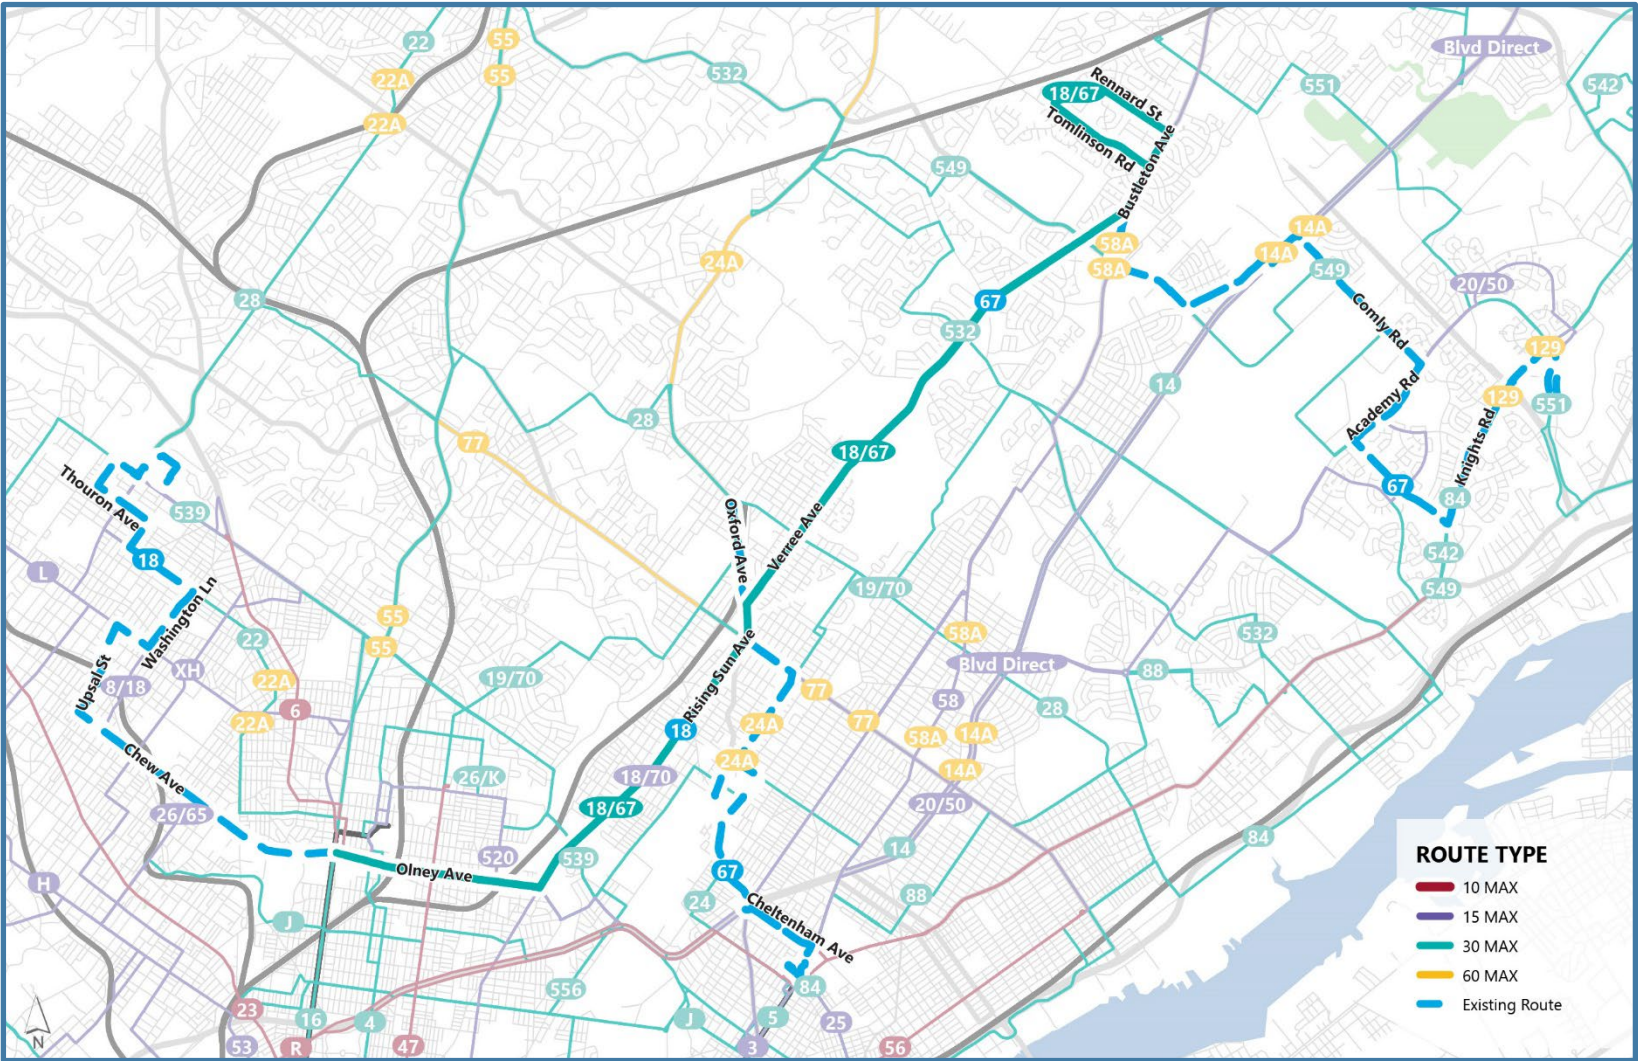 22
55
22A
55
532
Blvd Direct
Rennard St
18/67
551
542
22A
Tomlinson Rd
Bustleton Ave
549
14A
58A
14A
24A
58A
549
20/50
28
67
Comly Rd
532
129
14
Academy Rd
129
551
28
77
18/67
Knights Rd
67
84
Thouron Ave
539
Oxford Ave
Verree Ave
18
542
L
19/70
549
Washington Ln
55
22
58A
532
55
Blvd Direct
XH
Upsal St
8/18
22A
19/70
Rising Sun Ave
88
77
58
6
22A
18
24A
77
28
58A
14A
Chew Ave
24A
14A
26/K
18/70
26/65
18/67
20/50
84
14
520
539
Olney Ave
67
H
88
24
Cheltenham Ave
J
84
556
23
16
4
J
5
25
53
R
47
3
56
N
ROUTE TYPE
10 MAX
15 MAX
30 MAX
60 MAX
Existing Route